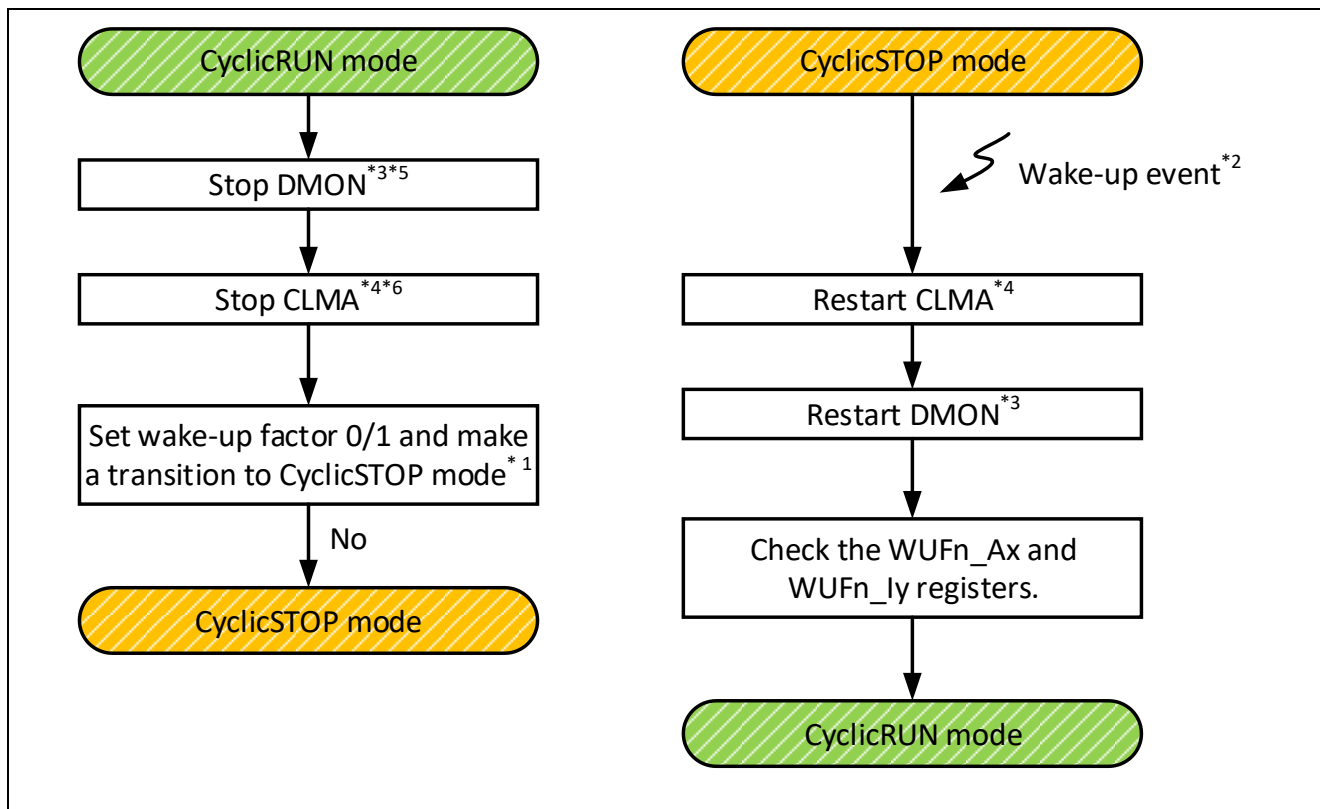 CyclicRUN mode
Stop DMON*3*5
Stop CLMA*4*6
Set wake-up factor 0/1 and make
a transition to CyclicSTOP mode* 1
No
CyclicSTOP mode
CyclicSTOP mode
Wake-up event*2
Restart CLMA*4
Restart DMON*3
Check the WUFn_Ax and
WUFn_Iy registers.
CyclicRUN mode